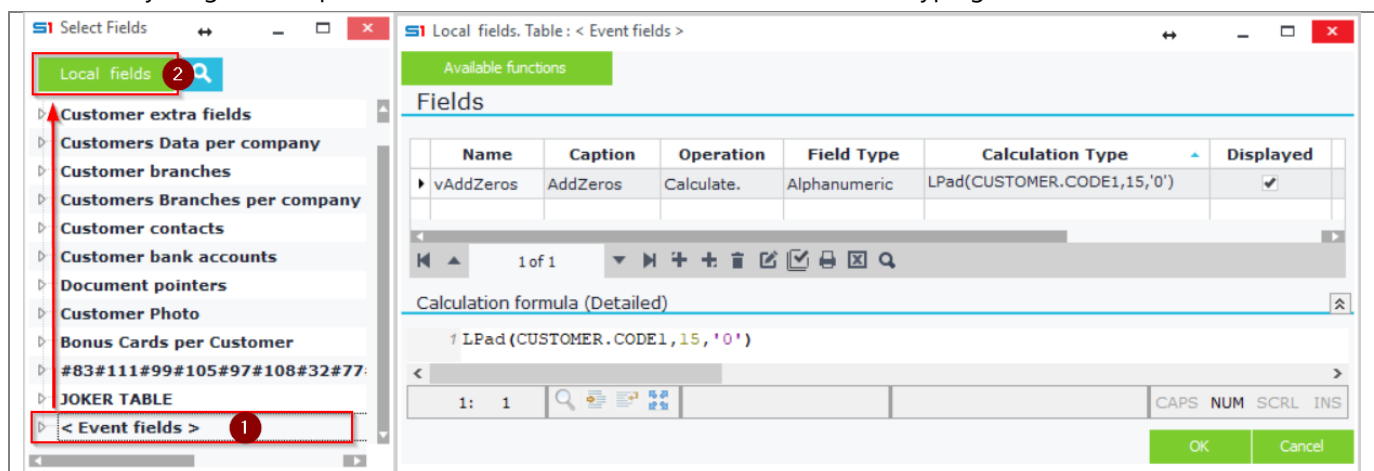 S1 Select Fields
Local fields 2
Customer extra fields
Customers Data per company
Customer branches
Customers Branches per company
Customer contacts
Customer bank accounts
Document pointers
Customer Photo
Bonus Cards per Customer
#83#111#99#105#97#108#32#77
JOKER TABLE
< Event fields > 1
S1 Local fields. Table : < Event fields >
Available functions
Fields
Name Caption Operation Field Type Calculation Type Displayed
vAddZeros AddZeros Calculate. Alphanumeric LPad(CUSTOMER.CODE1,15,'0')
1 of 1
Calculation formula (Detailed)
1 LPad(CUSTOMER.CODE1,15,'0')
1: 1 CAPS NUM SCRL INS
OK Cancel